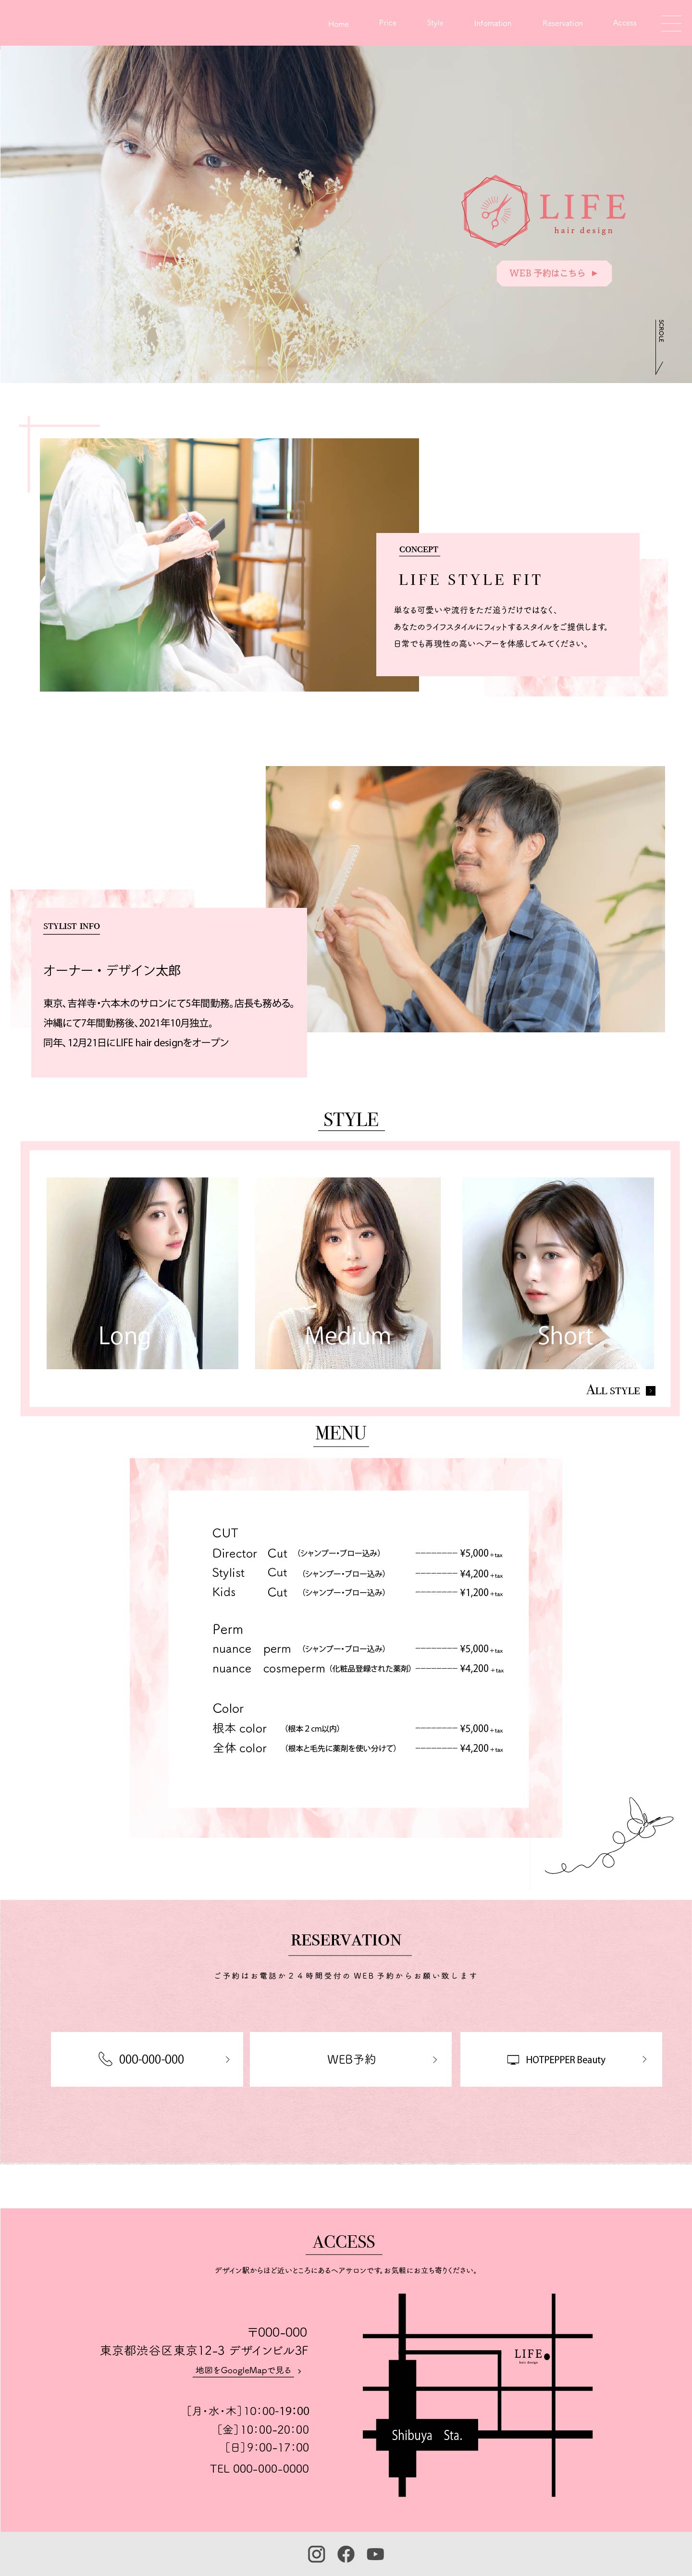 Home Price Style Infomation Reservation Access
LIFE
hair design
WEB 予約はこちら ▶
SCROLE
CONCEPT
LIFE STYLE FIT
単なる可愛いや流行をただ追うだけではなく、
あなたのライフスタイルにフィットするスタイルをご提供します。
日常でも再現性の高いヘアーを体感してみてください。
STYLIST INFO
オーナー・デザイン太郎
東京、吉祥寺・六本木のサロンにて5年間勤務。店長も務める。
沖縄にて7年間勤務後、2021年10月独立。
同年、12月21日にLIFE hair designをオープン
STYLE
Long Medium Short
ALL STYLE
MENU
CUT
Director Cut （シャンプー・ブロー込み） --------- ¥5,000 +tax
Stylist Cut （シャンプー・ブロー込み） --------- ¥4,200 +tax
Kids Cut （シャンプー・ブロー込み） --------- ¥1,200 +tax
Perm
nuance perm （シャンプー・ブロー込み） --------- ¥5,000 +tax
nuance cosmeperm （化粧品登録された薬剤） --------- ¥4,200 +tax
Color
根本 color （根本２cm以内） --------- ¥5,000 +tax
全体 color （根本と毛先に薬剤を使い分けて） --------- ¥4,200 +tax
RESERVATION
ご予約はお電話か２４時間受付の WEB 予約からお願い致します
000-000-000 WEB予約 HOTPEPPER Beauty
ACCESS
デザイン駅からほど近いところにあるヘアサロンです。お気軽にお立ち寄りください。
〒000-000
東京都渋谷区東京12-3 デザインビル3F
地図をGoogleMapで見る ›
［月・水・木］10：00-19：00
［金］10：00-20：00
［日］9：00-17：00
TEL 000-000-0000
LIFE
hair design
Shibuya Sta.